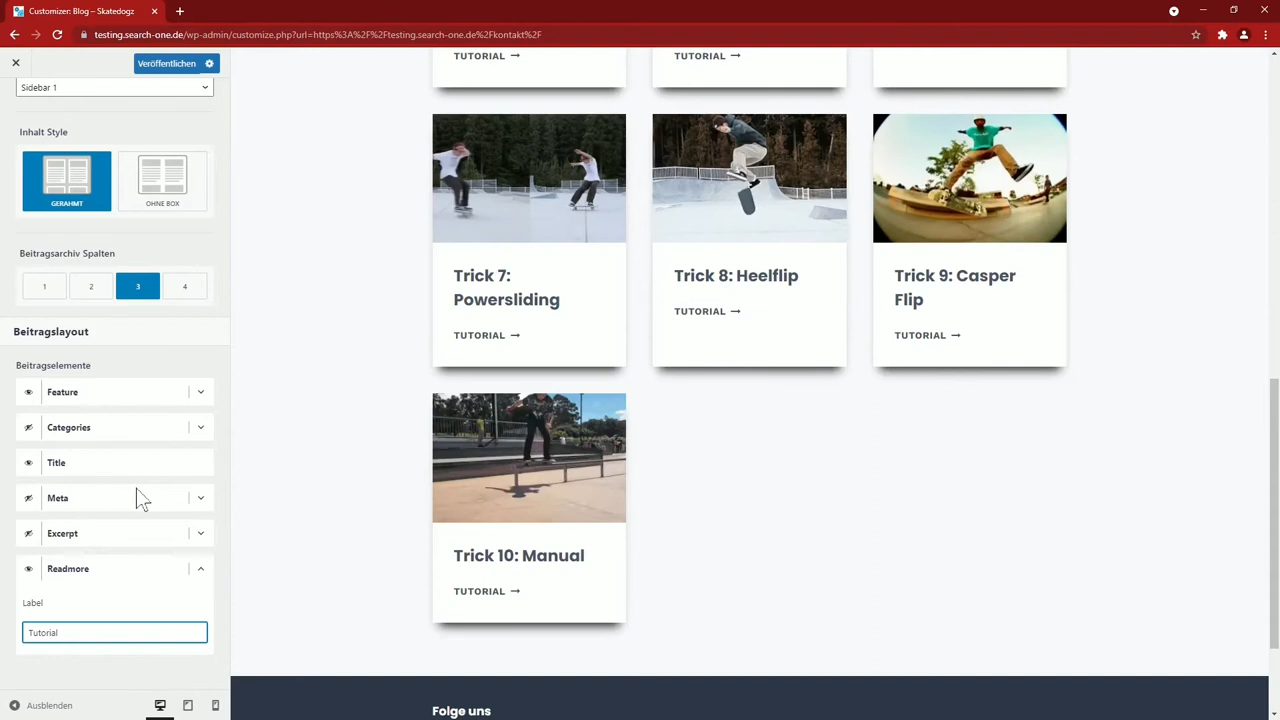 Customizer: Blog – Skatedogz
testing.search-one.de/wp-admin/customize.php?url=https%3A%2F%2Ftesting.search-one.de%2Fkontakt%2F
Veröffentlichen
Sidebar 1
Inhalt Style
GERAHMT
OHNE BOX
Beitragsarchiv Spalten
1 2 3 4
Beitragslayout
Beitragselemente
Feature
Categories
Title
Meta
Excerpt
Readmore
Label
Tutorial
Ausblenden
TUTORIAL →
TUTORIAL →
Trick 7:
Powersliding
TUTORIAL →
Trick 8: Heelflip
TUTORIAL →
Trick 9: Casper
Flip
TUTORIAL →
Trick 10: Manual
TUTORIAL →
Folge uns